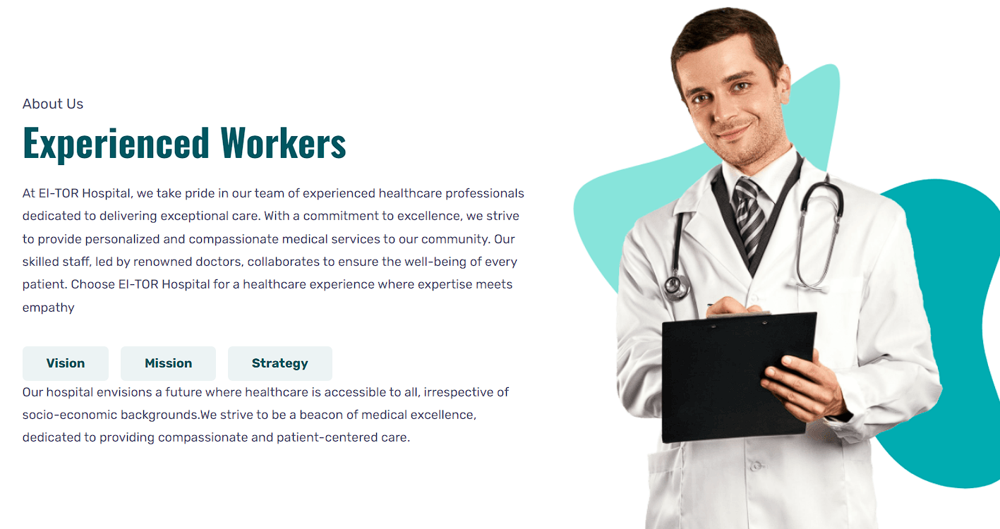 About Us
Experienced Workers
At El-TOR Hospital, we take pride in our team of experienced healthcare professionals
dedicated to delivering exceptional care. With a commitment to excellence, we strive
to provide personalized and compassionate medical services to our community. Our
skilled staff, led by renowned doctors, collaborates to ensure the well-being of every
patient. Choose El-TOR Hospital for a healthcare experience where expertise meets
empathy
Vision Mission Strategy
Our hospital envisions a future where healthcare is accessible to all, irrespective of
socio-economic backgrounds.We strive to be a beacon of medical excellence,
dedicated to providing compassionate and patient-centered care.